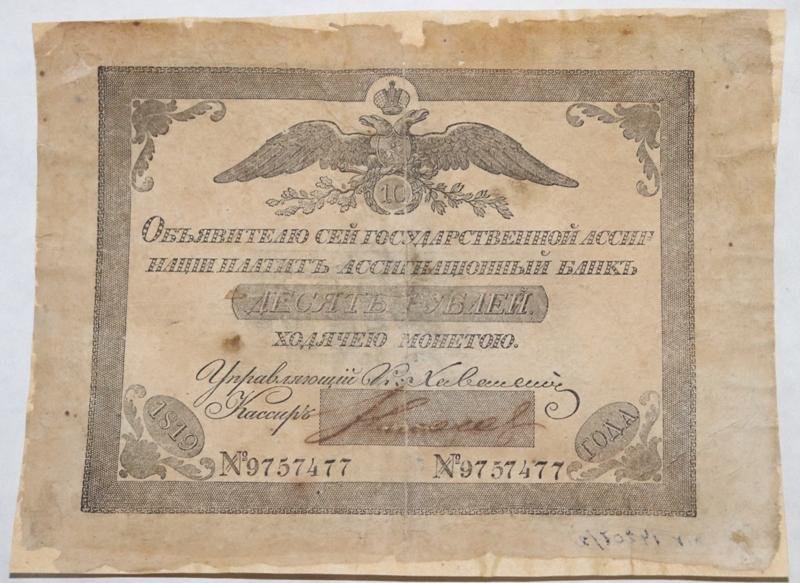 10
ОБЪЯВИТЕЛЮ СЕЙ ГОСУДАРСТВЕННОЙ АССИГ
НАЦІИ ПЛАТИТЪ АССИГНАЦІОННЫЙ БАНКЪ
ДЕСЯТЬ РУБЛЕЙ.
ХОДЯЧЕЮ МОНЕТОЮ.
Управляющій К: Хованскій
Кассиръ
1819 ГОДА
№9757477 №9757477